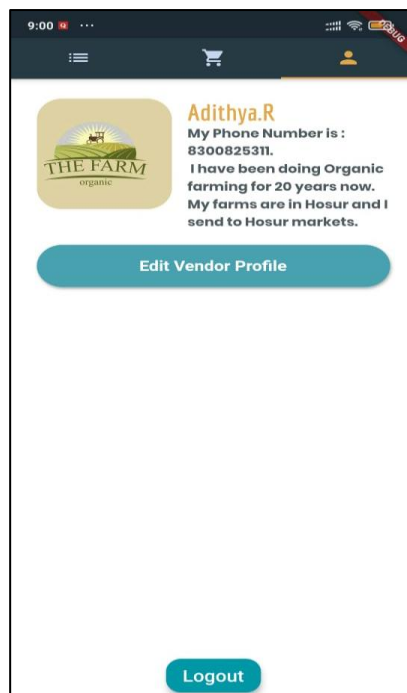 9:00
DEBUG
THE FARM
organic
Adithya.R
My Phone Number is :
8300825311.
I have been doing Organic
farming for 20 years now.
My farms are in Hosur and I
send to Hosur markets.
Edit Vendor Profile
Logout